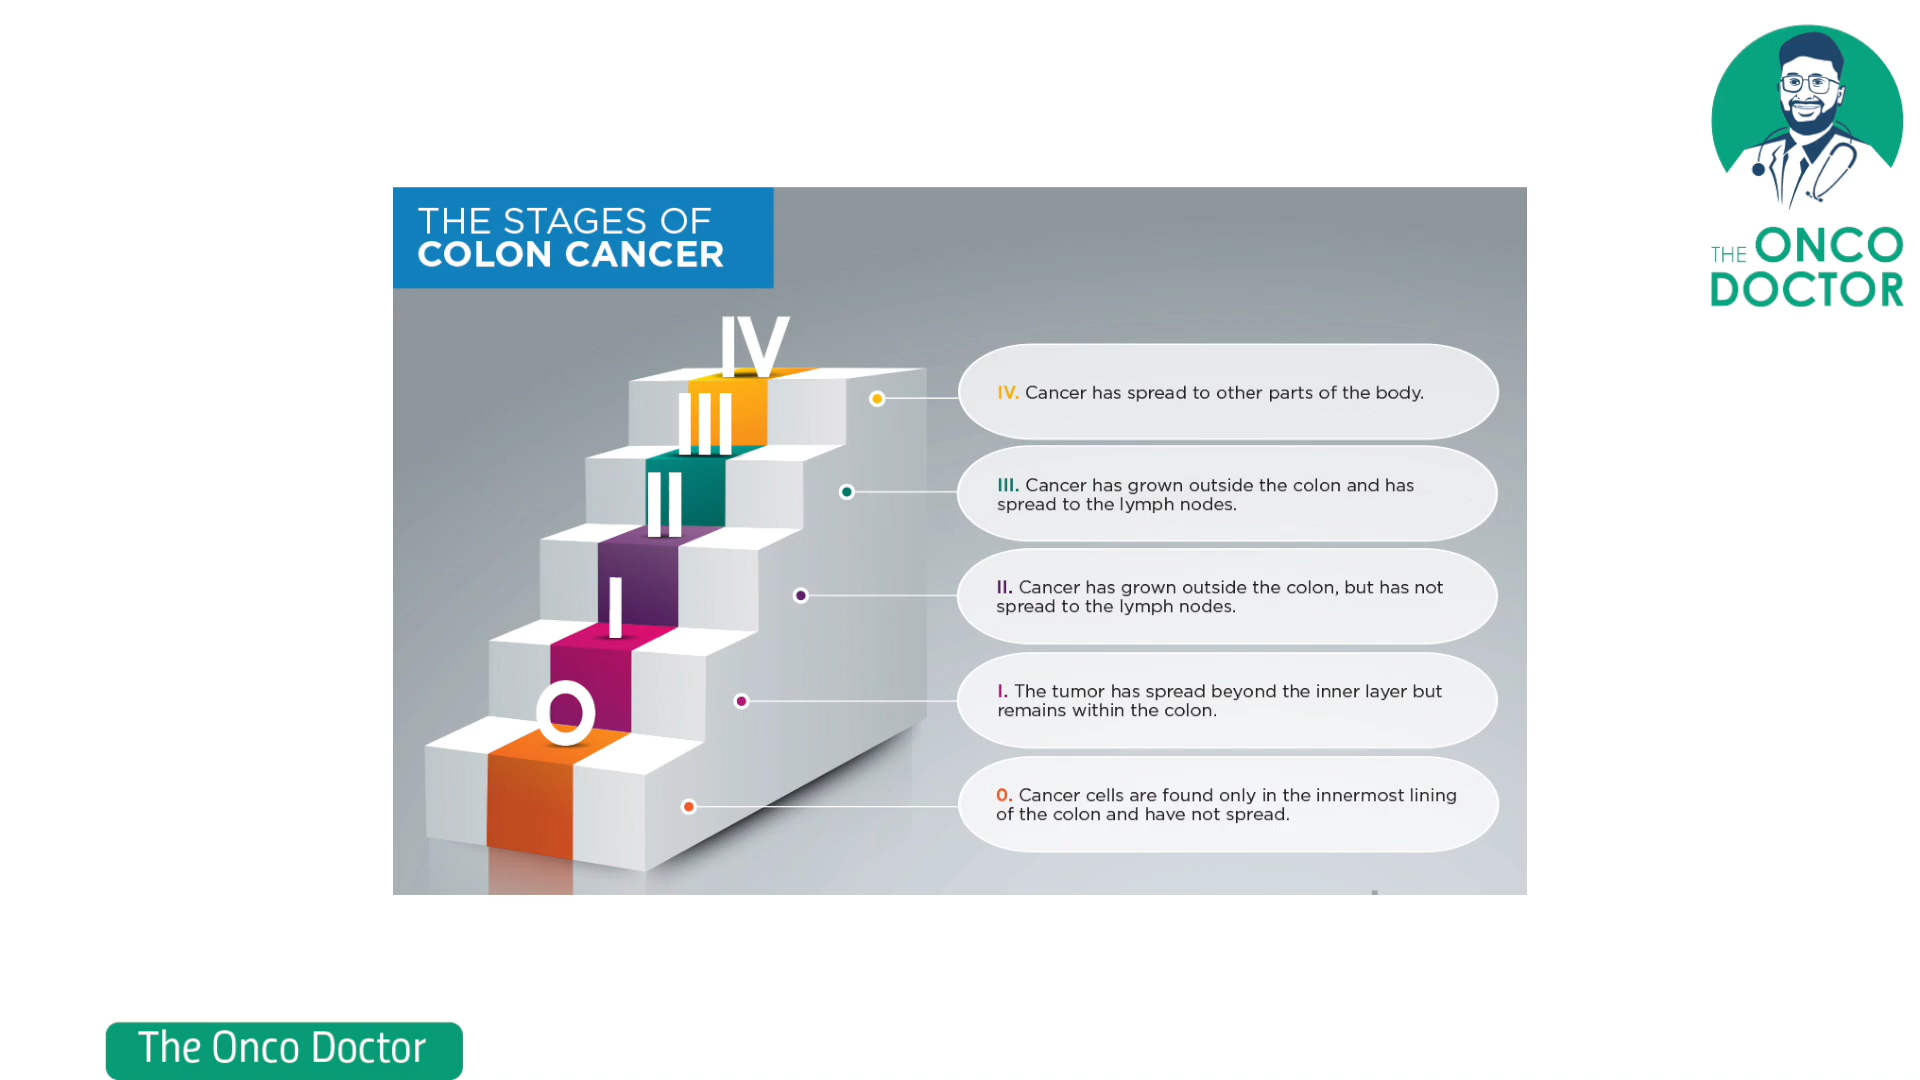 THE STAGES OF
COLON CANCER
THE ONCO
DOCTOR
IV
III
II
I
0
IV. Cancer has spread to other parts of the body.
III. Cancer has grown outside the colon and has
spread to the lymph nodes.
II. Cancer has grown outside the colon, but has not
spread to the lymph nodes.
I. The tumor has spread beyond the inner layer but
remains within the colon.
0. Cancer cells are found only in the innermost lining
of the colon and have not spread.
The Onco Doctor